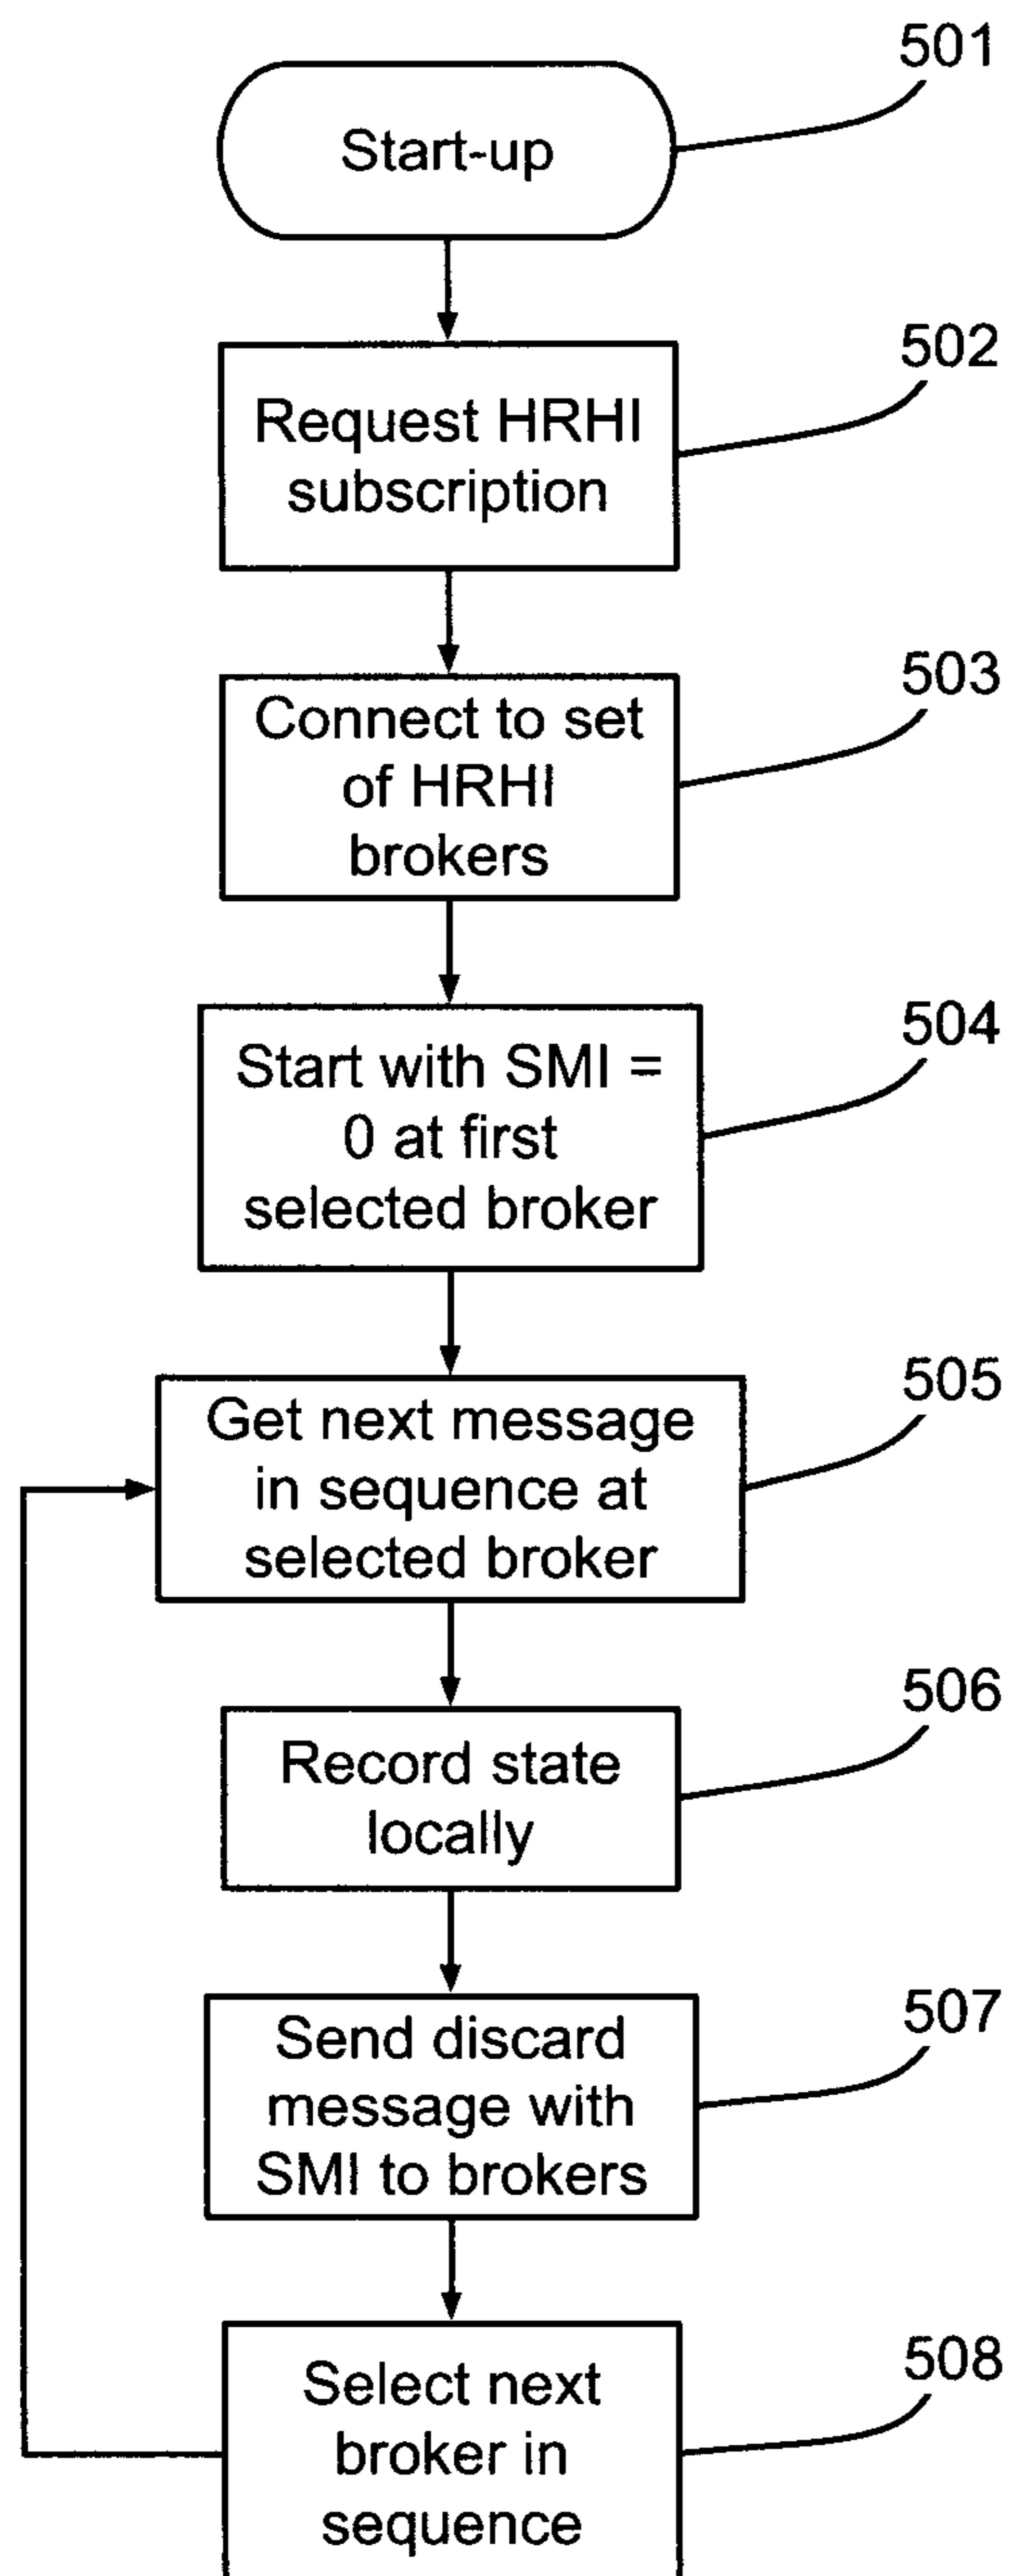 501
Start-up
502
Request HRHI
subscription
503
Connect to set
of HRHI
brokers
504
Start with SMI =
0 at first
selected broker
505
Get next message
in sequence at
selected broker
506
Record state
locally
507
Send discard
message with
SMI to brokers
508
Select next
broker in
sequence